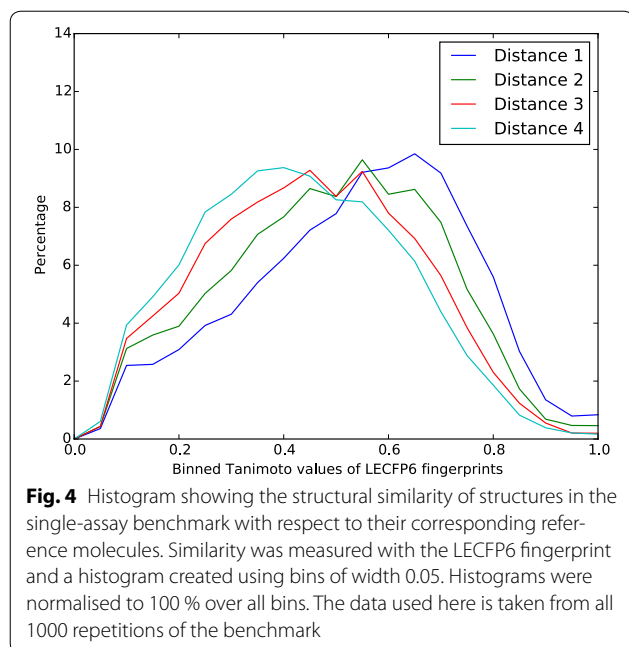 14
12
10
8
6
4
2
0
Percentage
Distance 1
Distance 2
Distance 3
Distance 4
0.0 0.2 0.4 0.6 0.8 1.0
Binned Tanimoto values of LECFP6 fingerprints
Fig. 4 Histogram showing the structural similarity of structures in the
single-assay benchmark with respect to their corresponding refer-
ence molecules. Similarity was measured with the LECFP6 fingerprint
and a histogram created using bins of width 0.05. Histograms were
normalised to 100 % over all bins. The data used here is taken from all
1000 repetitions of the benchmark